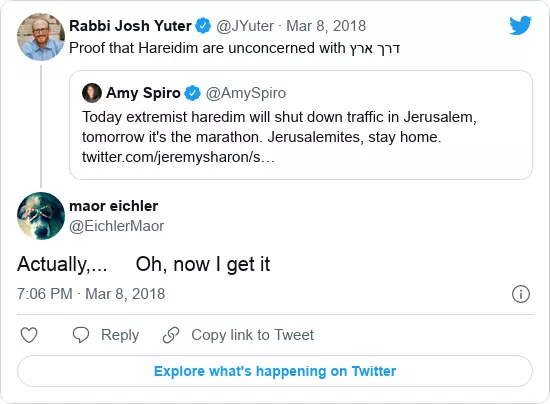 Rabbi Josh Yuter @JYuter · Mar 8, 2018
Proof that Hareidim are unconcerned with דרך ארץ
Amy Spiro @AmySpiro
Today extremist haredim will shut down traffic in Jerusalem,
tomorrow it's the marathon. Jerusalemites, stay home.
twitter.com/jeremysharon/s…
maor eichler
@EichlerMaor
Actually,... Oh, now I get it
7:06 PM · Mar 8, 2018
Reply Copy link to Tweet
Explore what's happening on Twitter